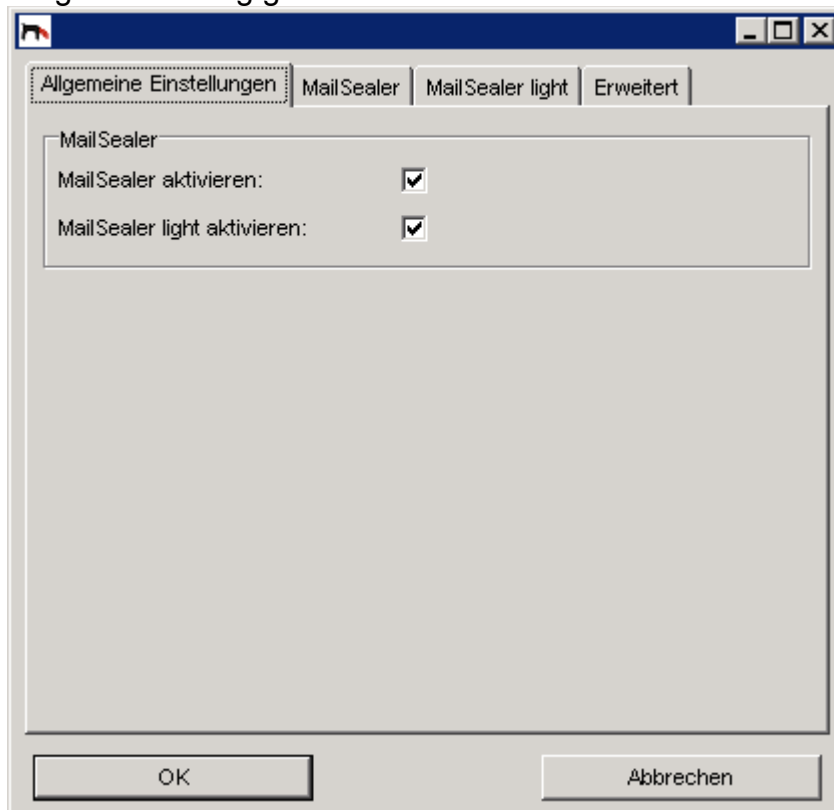 Allgemeine Einstellungen MailSealer MailSealer light Erweitert
MailSealer
MailSealer aktivieren:
MailSealer light aktivieren:
OK Abbrechen